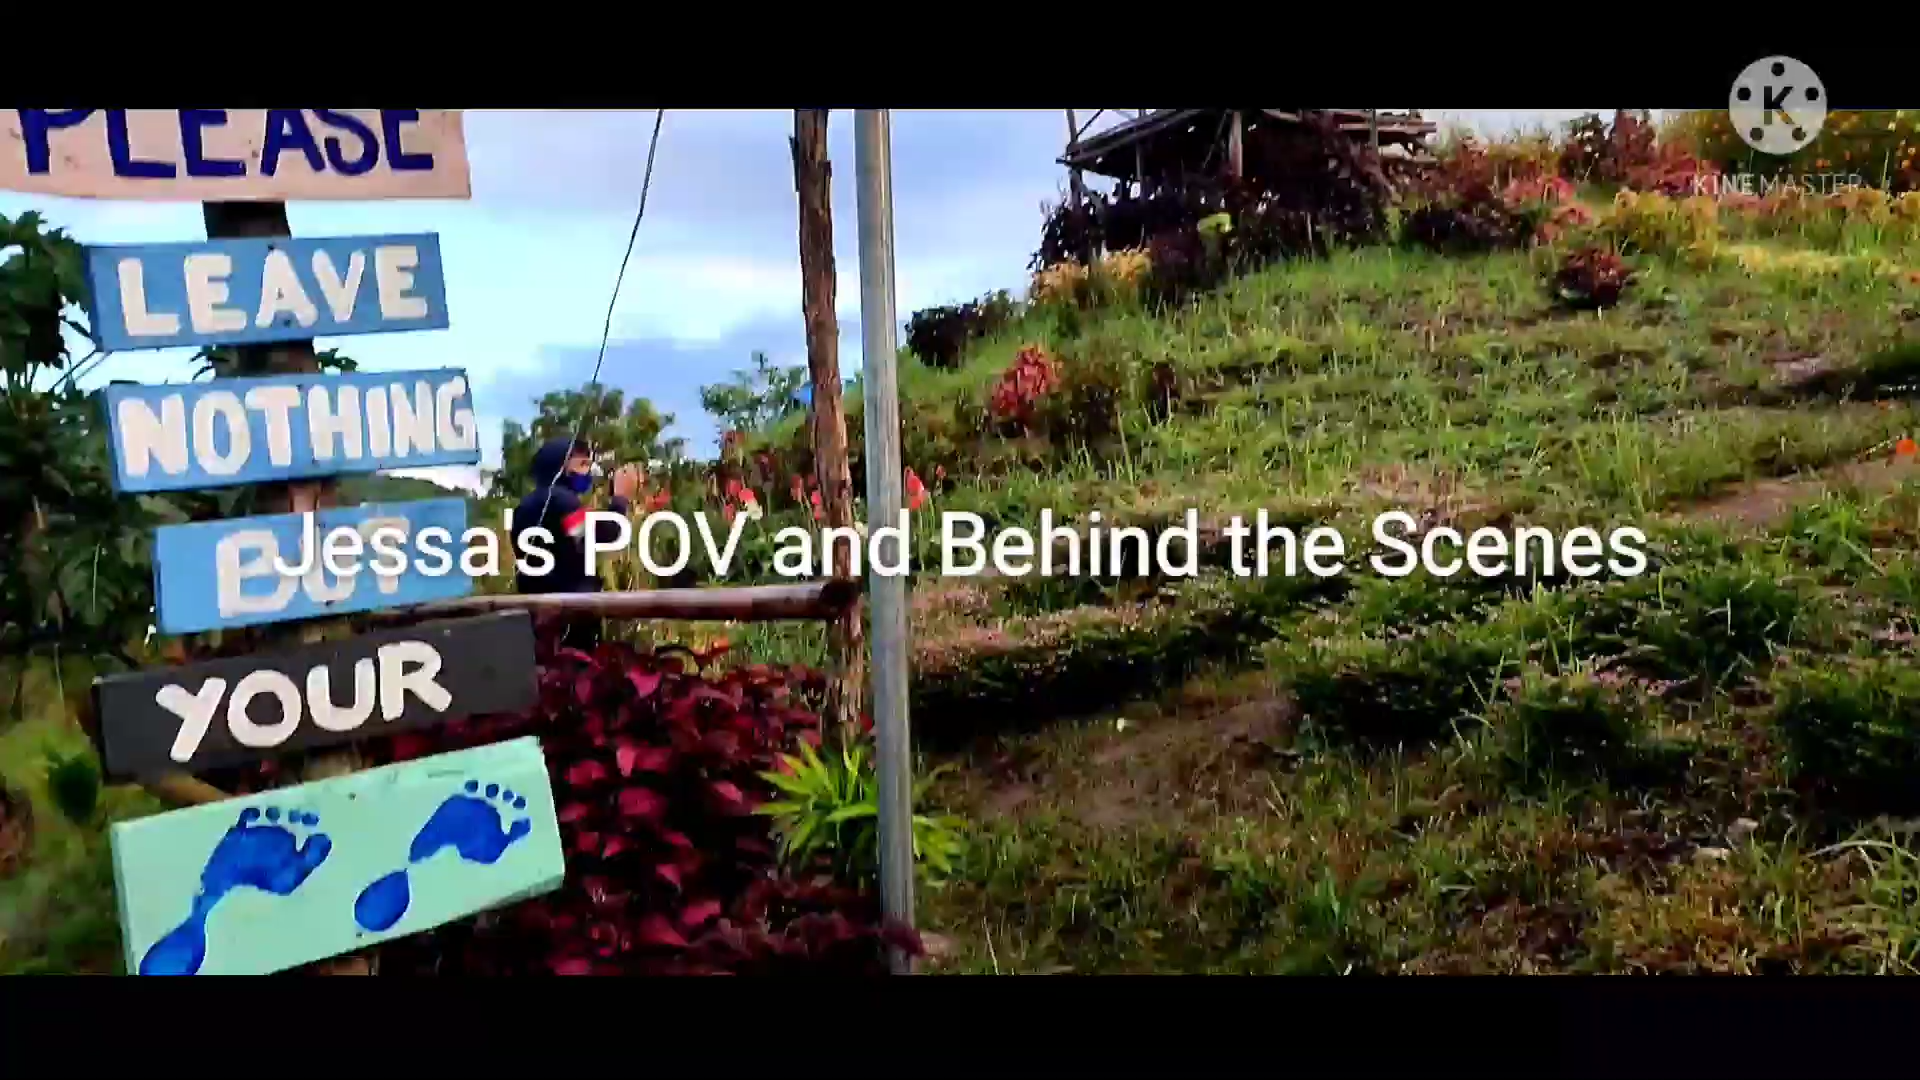 K
KINEMASTER
PLEASE
LEAVE
NOTHING
BUT
Jessa's POV and Behind the Scenes
YOUR